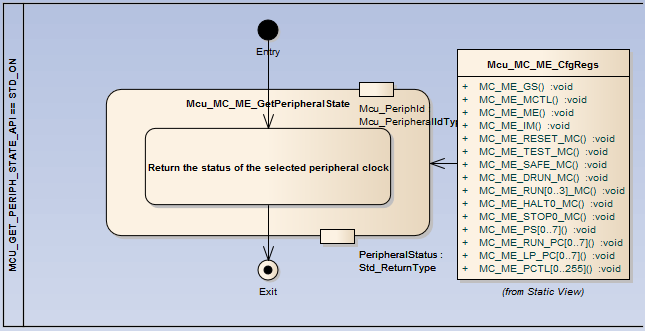 MCU_GET_PERIPH_STATE_API == STD_ON
Entry
Mcu_MC_ME_GetPeripheralState
Mcu_PeriphId
Mcu_PeripheralIdTyp
Return the status of the selected peripheral clock
PeripheralStatus :
Std_ReturnType
Exit
Mcu_MC_ME_CfgRegs
+ MC_ME_GS() :void
+ MC_ME_MCTL() :void
+ MC_ME_ME() :void
+ MC_ME_IM() :void
+ MC_ME_RESET_MC() :void
+ MC_ME_TEST_MC() :void
+ MC_ME_SAFE_MC() :void
+ MC_ME_DRUN_MC() :void
+ MC_ME_RUN[0..3]_MC() :void
+ MC_ME_HALT0_MC() :void
+ MC_ME_STOP0_MC() :void
+ MC_ME_PS[0..7]() :void
+ MC_ME_RUN_PC[0..7]() :void
+ MC_ME_LP_PC[0..7]() :void
+ MC_ME_PCTL[0..255]() :void
(from Static View)